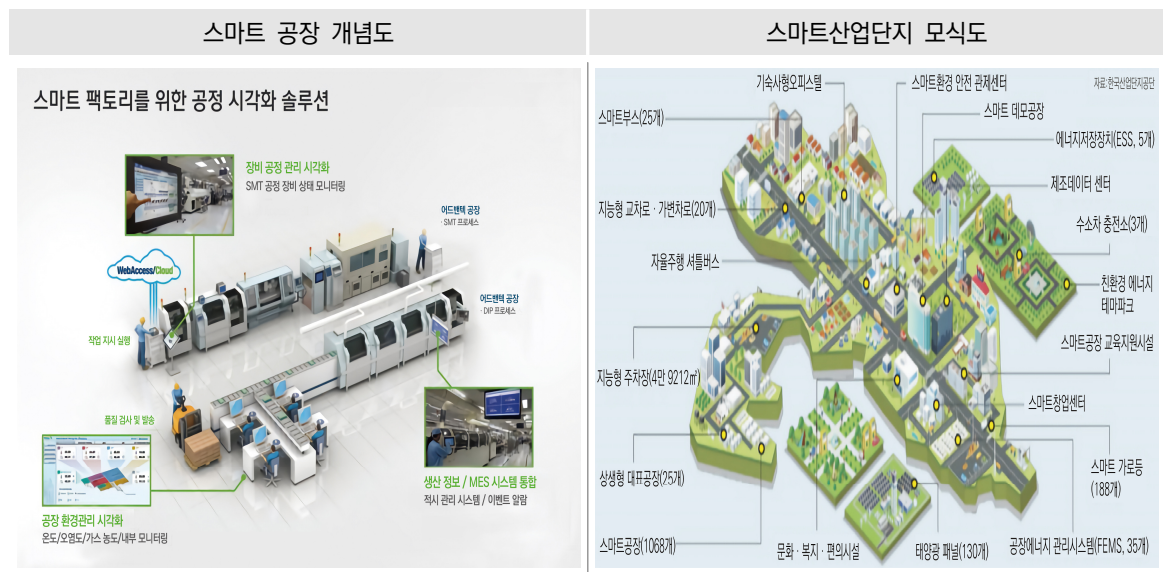 스마트 공장 개념도
스마트산업단지 모식도
스마트 팩토리를 위한 공정 시각화 솔루션
장비 공정 관리 시각화
SMT 공정 장비 상태 모니터링
어드밴텍 공장
· SMT 프로세스
WebAccess/Cloud
어드밴텍 공장
· DIP 프로세스
작업 지시 실행
품질 검사 및 발송
생산 정보 / MES 시스템 통합
적시 관리 시스템 / 이벤트 알람
공장 환경관리 시각화
온도/오염도/가스 농도/내부 모니터링
자료:한국산업단지공단
기숙사형오피스텔
스마트환경 안전 관제센터
스마트부스(25개)
스마트 데모공장
에너지저장장치(ESS, 5개)
제조데이터 센터
지능형 교차로 · 가변차로(20개)
수소차 충전소(3개)
자율주행 셔틀버스
친환경 에너지
테마파크
스마트공장 교육지원시설
지능형 주차장(4만 9212㎡)
스마트창업센터
상생형 대표공장(25개)
스마트 가로등
(188개)
스마트공장(1068개)
문화 · 복지 · 편의시설
태양광 패널(130개)
공장에너지 관리시스템(FEMS, 35개)